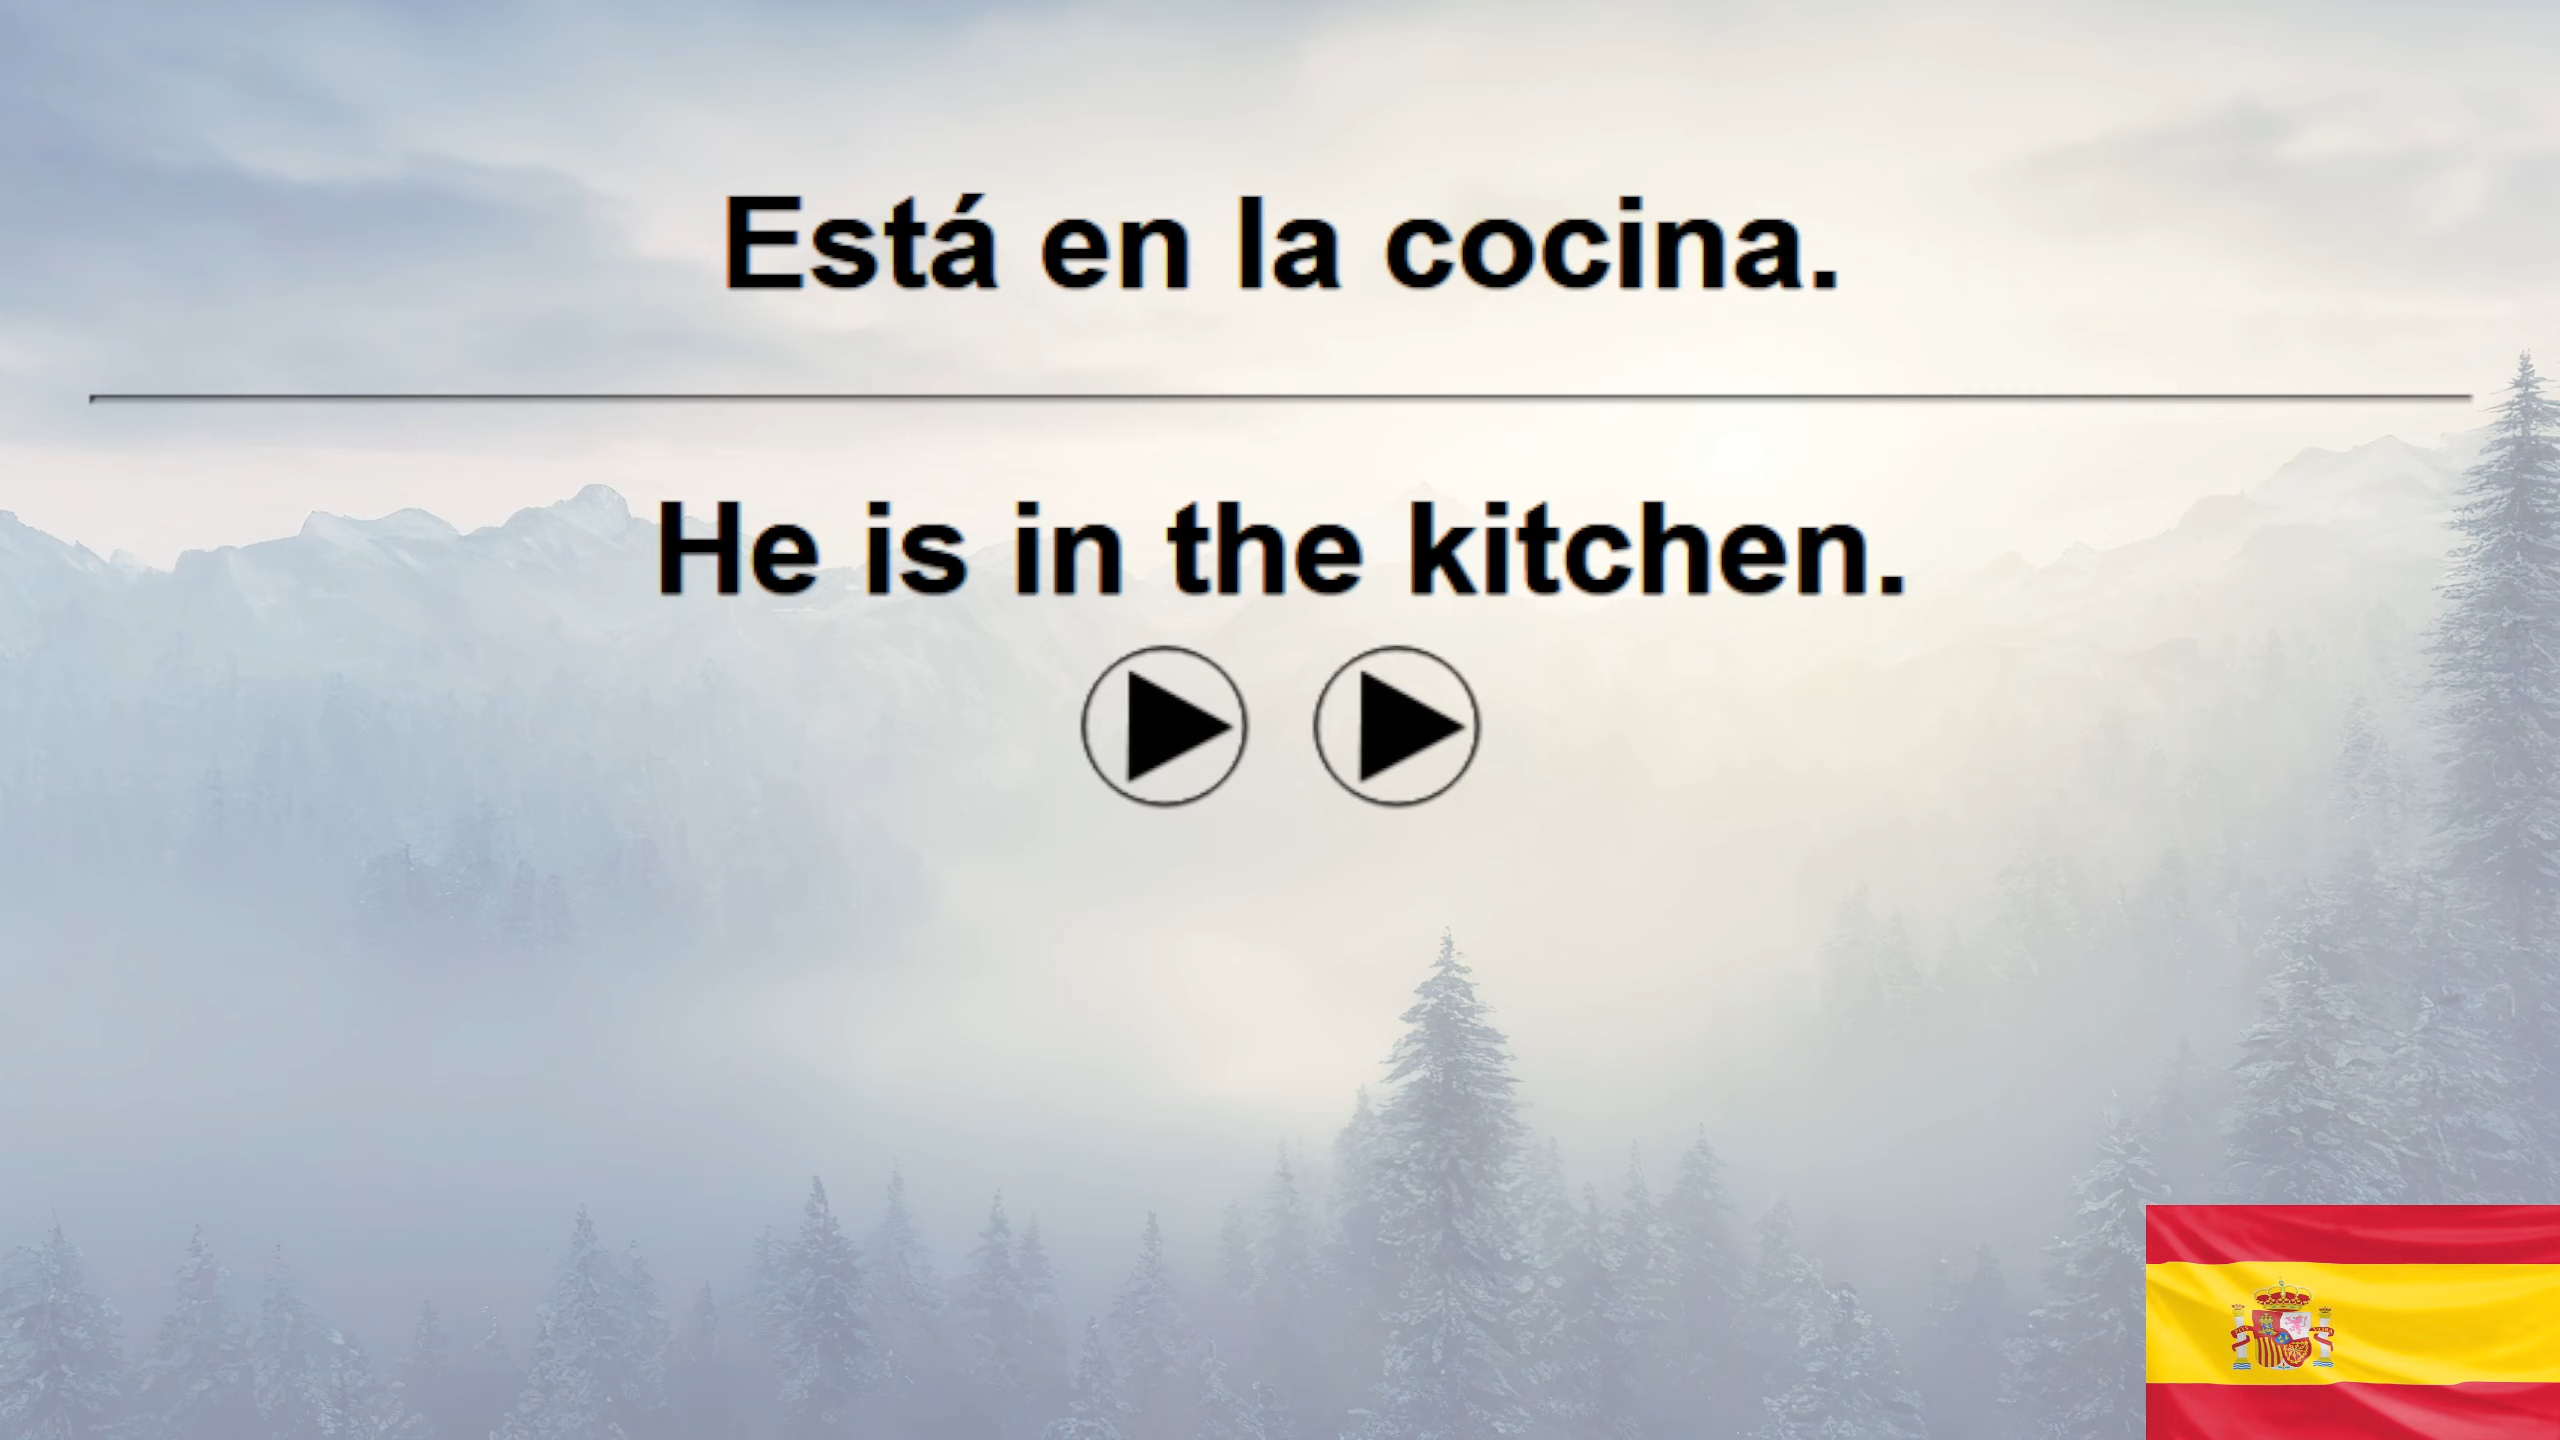 Está en la cocina.
He is in the kitchen.